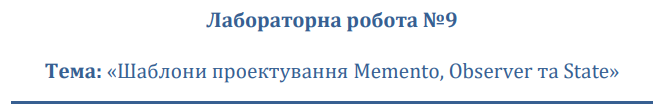 Лабораторна робота №9
Тема: «Шаблони проектування Memento, Observer та State»